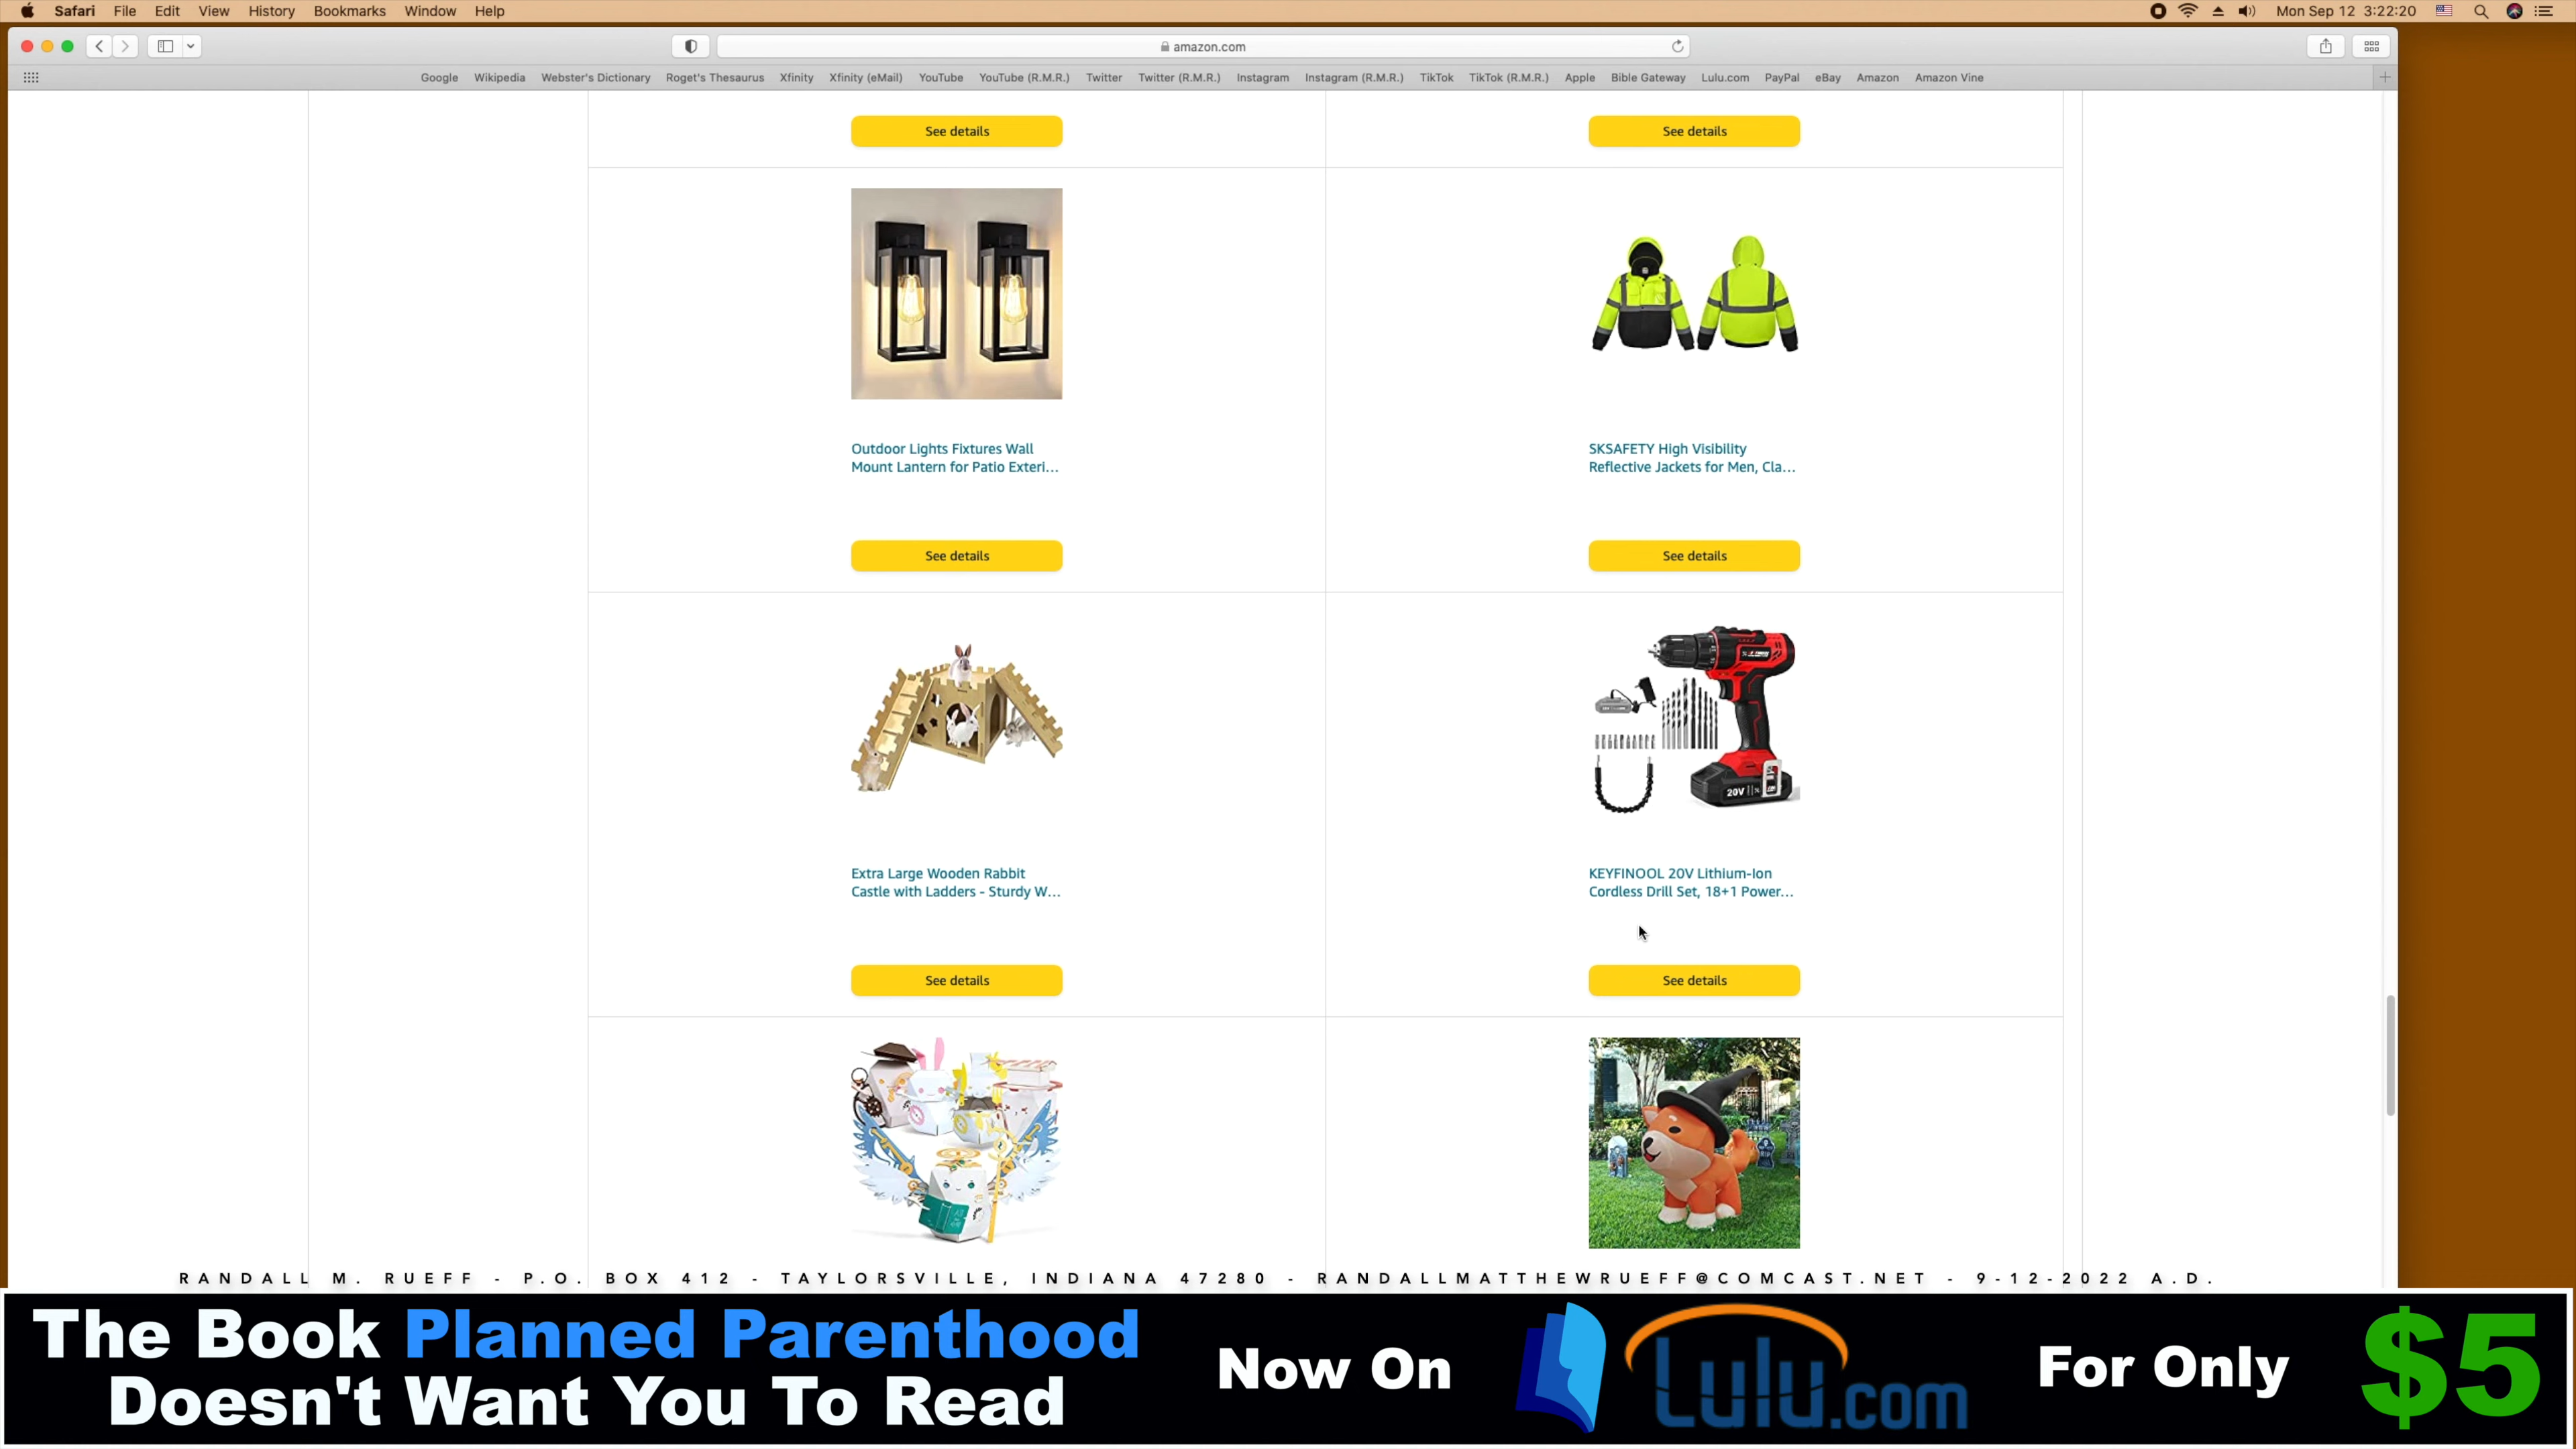 Safari File Edit View History Bookmarks Window Help Mon Sep 12 3:22:20
amazon.com
Google Wikipedia Webster's Dictionary Roget's Thesaurus Xfinity Xfinity (eMail) YouTube YouTube (R.M.R.) Twitter Twitter (R.M.R.) Instagram Instagram (R.M.R.) TikTok TikTok (R.M.R.) Apple Bible Gateway Lulu.com PayPal eBay Amazon Amazon Vine
See details See details
Outdoor Lights Fixtures Wall
Mount Lantern for Patio Exteri...
SKSAFETY High Visibility
Reflective Jackets for Men, Cla...
See details See details
20V
Extra Large Wooden Rabbit
Castle with Ladders - Sturdy W...
KEYFINOOL 20V Lithium-Ion
Cordless Drill Set, 18+1 Power...
See details See details
RANDALL M. RUEFF - P.O. BOX 412 - TAYLORSVILLE, INDIANA 47280 - RANDALLMATTHEWRUEFF@COMCAST.NET - 9-12-2022 A.D.
The Book Planned Parenthood
Doesn't Want You To Read
Now On
Lulu.com
For Only
$5